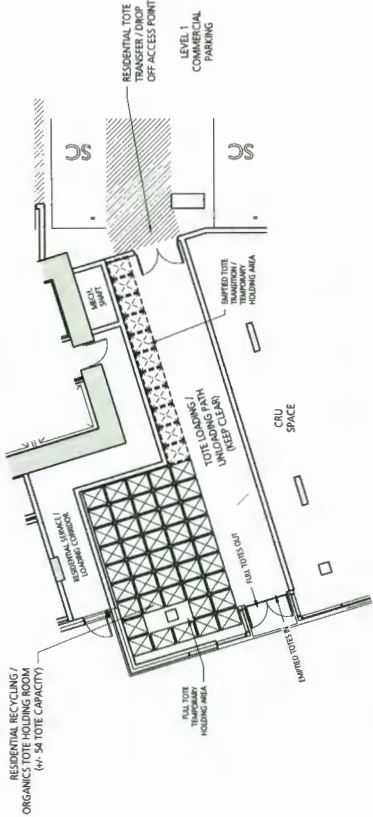 RESIDENTIAL RECYCLING /
ORGANICS TOTE HOLDING ROOM
(+/- 54 TOTE CAPACITY)
RESIDENTIAL SERVICE /
LOADING CORRIDOR
MECH.
SHAFT
SC
RESIDENTIAL TOTE
TRANSFER / DROP
OFF ACCESS POINT
LEVEL 1
COMMERCIAL
PARKING
SC
EMPTIED TOTE
TRANSITION /
TEMPORARY
HOLDING AREA
TOTE LOADING /
UNLOADING PATH
(KEEP CLEAR)
CRU
SPACE
FULL TOTES OUT
EMPTIED TOTES IN
FULL TOTE
TEMPORARY
HOLDING AREA